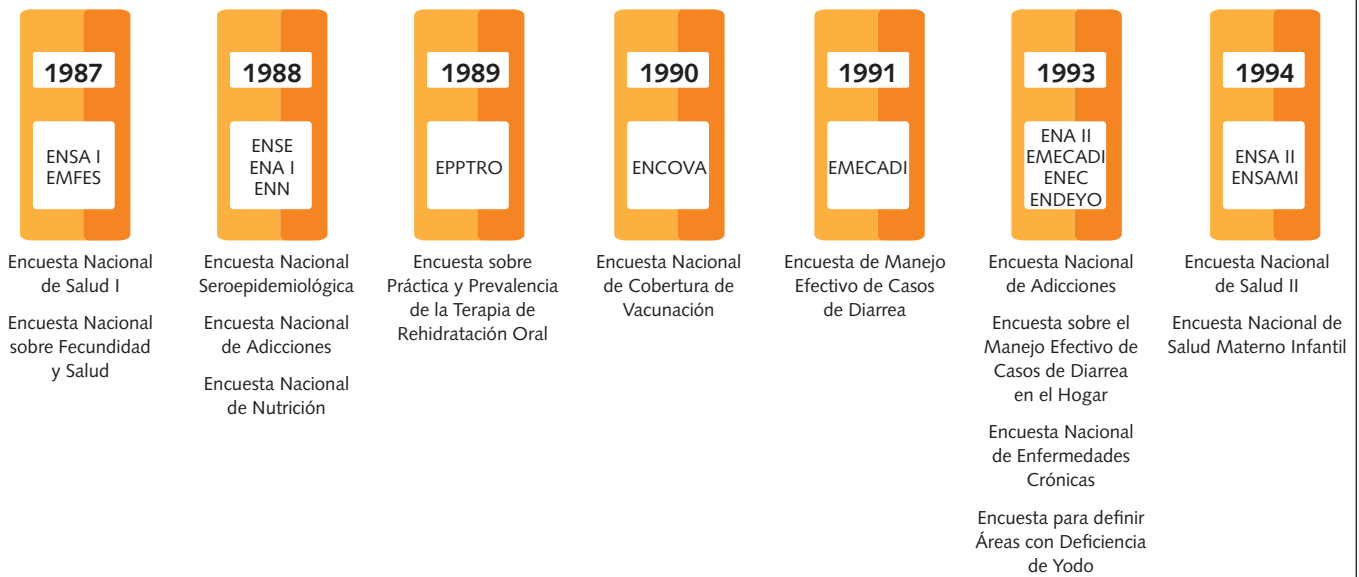 1987
ENSA I
EMFES
Encuesta Nacional
de Salud I
Encuesta Nacional
sobre Fecundidad
y Salud
1988
ENSE
ENA I
ENN
Encuesta Nacional
Seroepidemiológica
Encuesta Nacional
de Adicciones
Encuesta Nacional
de Nutrición
1989
EPPTRO
Encuesta sobre
Práctica y Prevalencia
de la Terapia de
Rehidratación Oral
1990
ENCOVA
Encuesta Nacional
de Cobertura de
Vacunación
1991
EMECADI
Encuesta de Manejo
Efectivo de Casos
de Diarrea
1993
ENA II
EMECADI
ENEC
ENDEYO
Encuesta Nacional
de Adicciones
Encuesta sobre el
Manejo Efectivo de
Casos de Diarrea
en el Hogar
Encuesta Nacional
de Enfermedades
Crónicas
Encuesta para definir
Áreas con Deficiencia
de Yodo
1994
ENSA II
ENSAMI
Encuesta Nacional
de Salud II
Encuesta Nacional de
Salud Materno Infantil